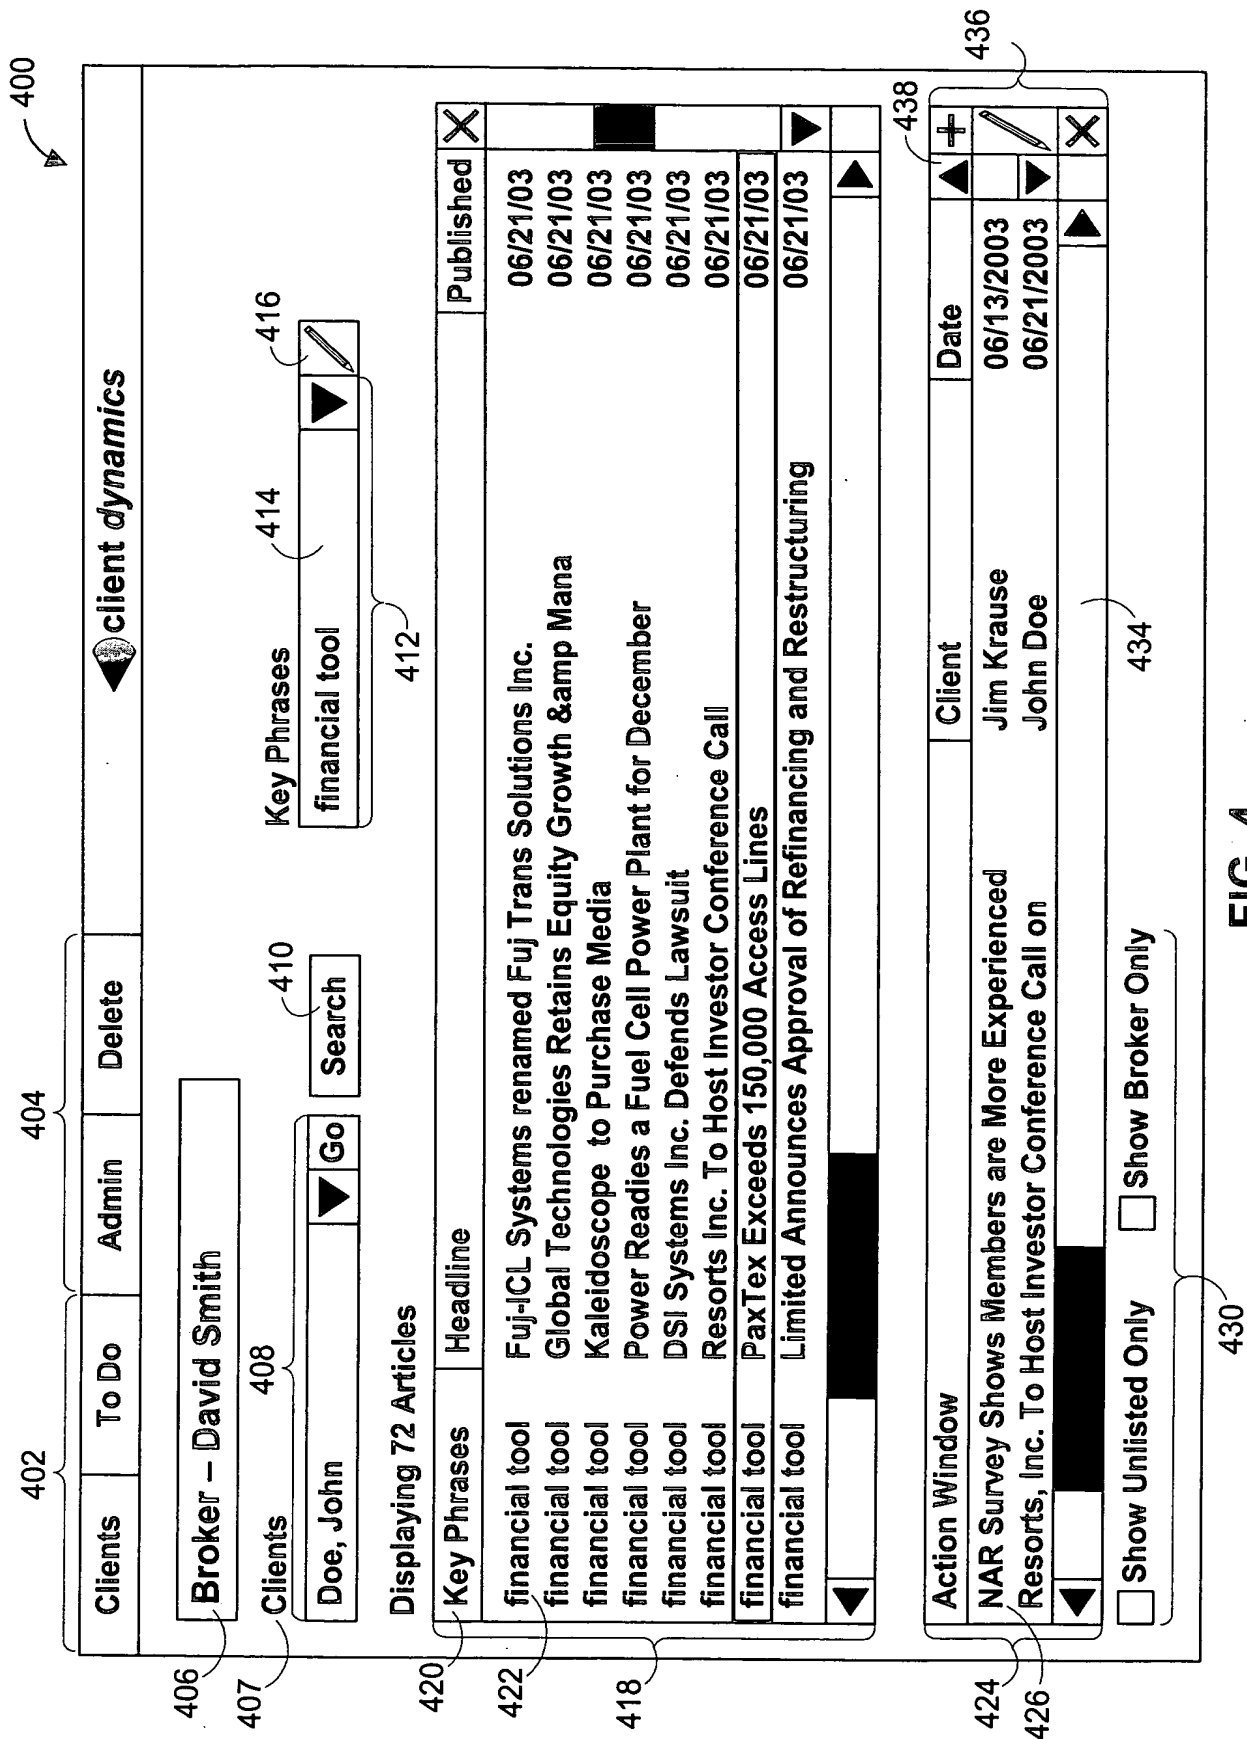 400
402
404
Clients To Do Admin Delete client dynamics
406
Broker – David Smith
407
Clients
408
410
Key Phrases
414
416
Doe, John Go Search financial tool
412
Displaying 72 Articles
420
Key Phrases Headline Published
422
financial tool Fuj-ICL Systems renamed Fuj Trans Solutions Inc. 06/21/03
financial tool Global Technologies Retains Equity Growth &amp Mana 06/21/03
financial tool Kaleidoscope to Purchase Media 06/21/03
financial tool Power Readies a Fuel Cell Power Plant for December 06/21/03
financial tool DSI Systems Inc. Defends Lawsuit 06/21/03
financial tool Resorts Inc. To Host Investor Conference Call 06/21/03
financial tool PaxTex Exceeds 150,000 Access Lines 06/21/03
financial tool Limited Announces Approval of Refinancing and Restructuring 06/21/03
418
438
436
Action Window Client Date
NAR Survey Shows Members are More Experienced Jim Krause 06/13/2003
Resorts, Inc. To Host Investor Conference Call on John Doe 06/21/2003
424
426
434
Show Unlisted Only Show Broker Only
430
FIG. 4